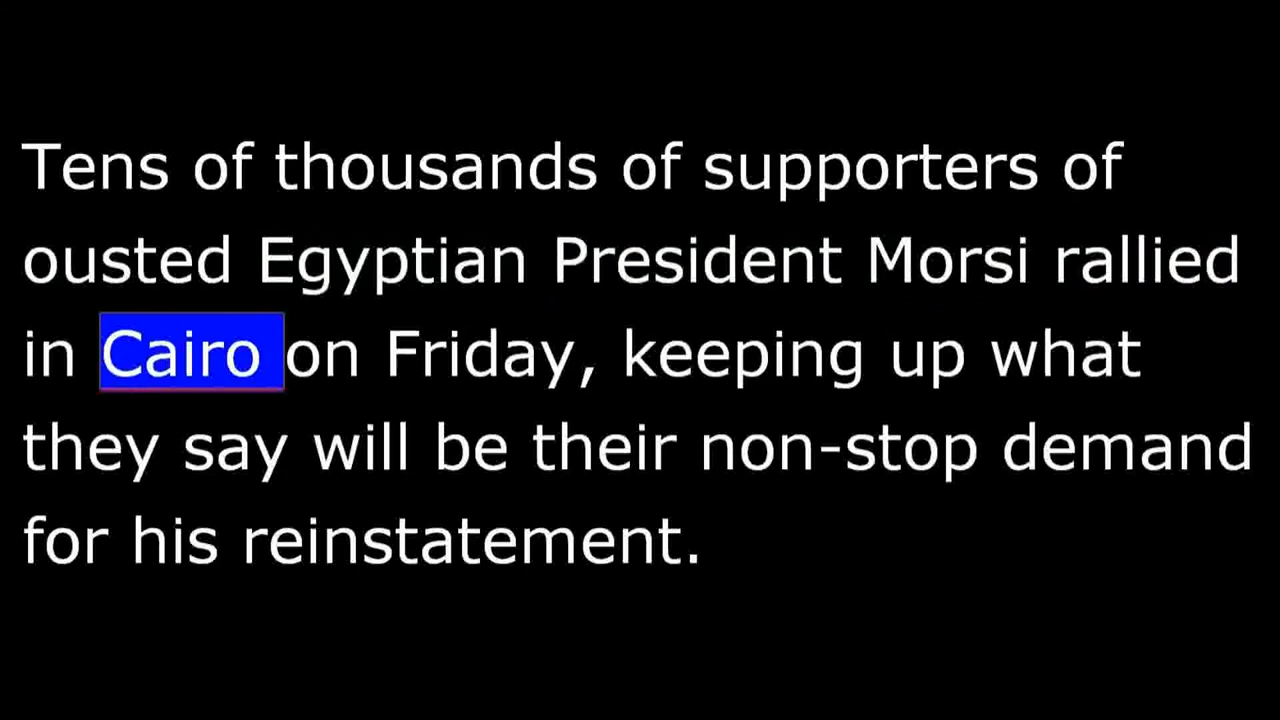 Tens of thousands of supporters of
ousted Egyptian President Morsi rallied
in Cairo on Friday, keeping up what
they say will be their non-stop demand
for his reinstatement.